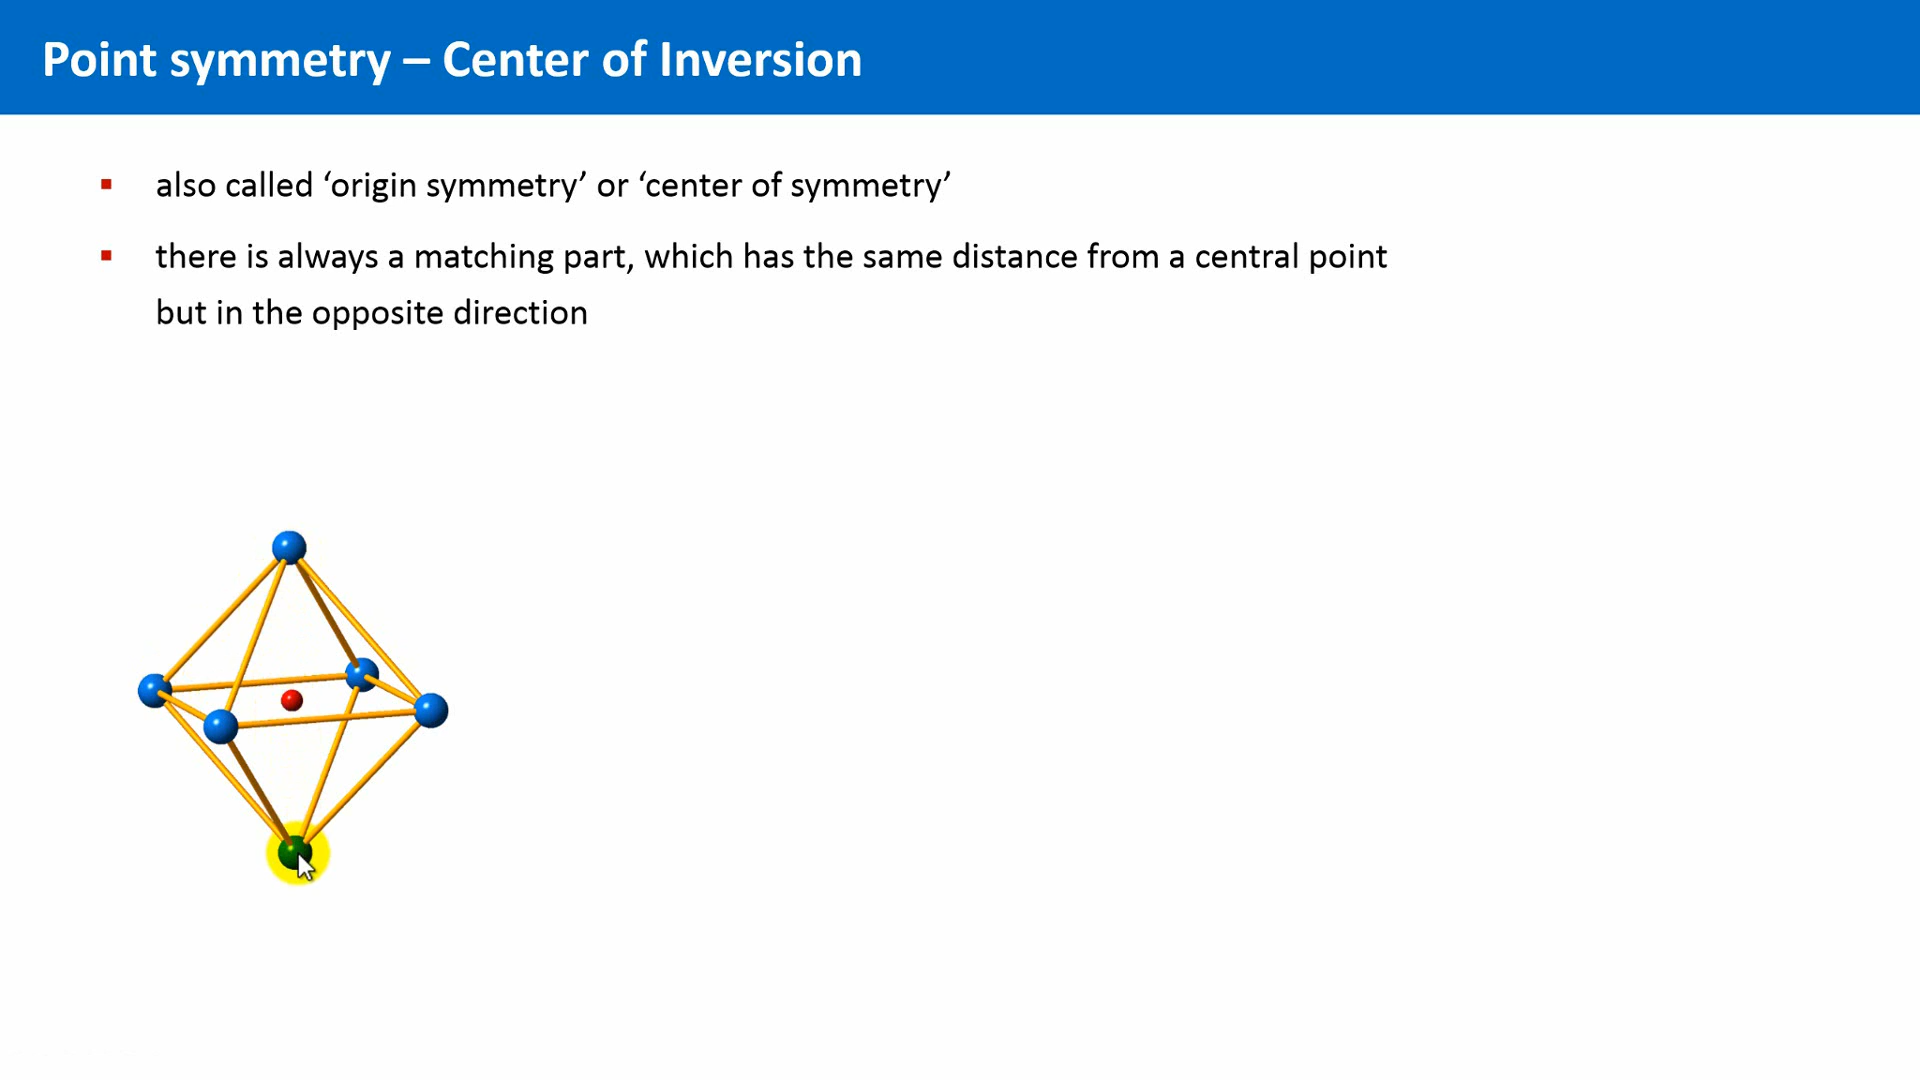 Point symmetry – Center of Inversion
also called ‘origin symmetry’ or ‘center of symmetry’
there is always a matching part, which has the same distance from a central point
but in the opposite direction